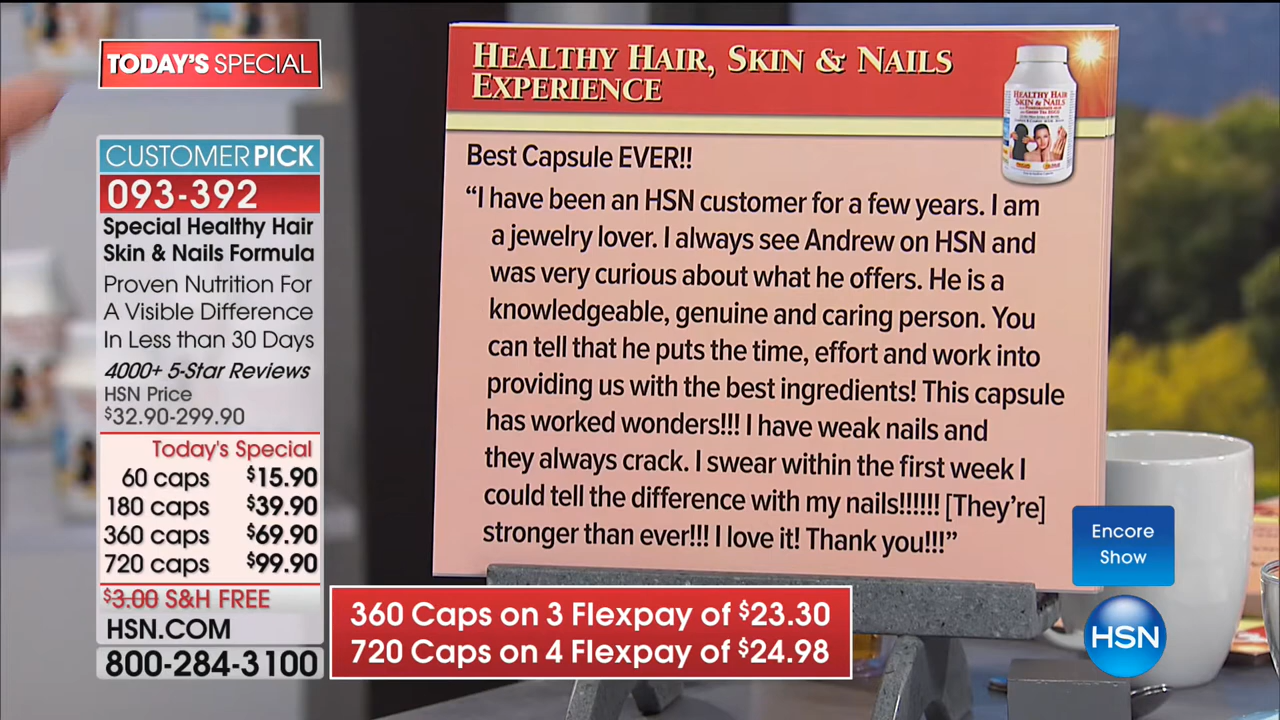 TODAY'S SPECIAL
CUSTOMER PICK
093-392
Special Healthy Hair
Skin & Nails Formula
Proven Nutrition For
A Visible Difference
In Less than 30 Days
4000+ 5-Star Reviews
HSN Price
$32.90-299.90
Today's Special
60 caps $15.90
180 caps $39.90
360 caps $69.90
720 caps $99.90
$3.00 S&H FREE
HSN.COM
800-284-3100
HEALTHY HAIR, SKIN & NAILS
EXPERIENCE
HEALTHY HAIR
SKIN & NAILS
Best Capsule EVER!!
“I have been an HSN customer for a few years. I am
a jewelry lover. I always see Andrew on HSN and
was very curious about what he offers. He is a
knowledgeable, genuine and caring person. You
can tell that he puts the time, effort and work into
providing us with the best ingredients! This capsule
has worked wonders!!! I have weak nails and
they always crack. I swear within the first week I
could tell the difference with my nails!!!!!! [They’re]
stronger than ever!!! I love it! Thank you!!!”
360 Caps on 3 Flexpay of $23.30
720 Caps on 4 Flexpay of $24.98
Encore
Show
HSN